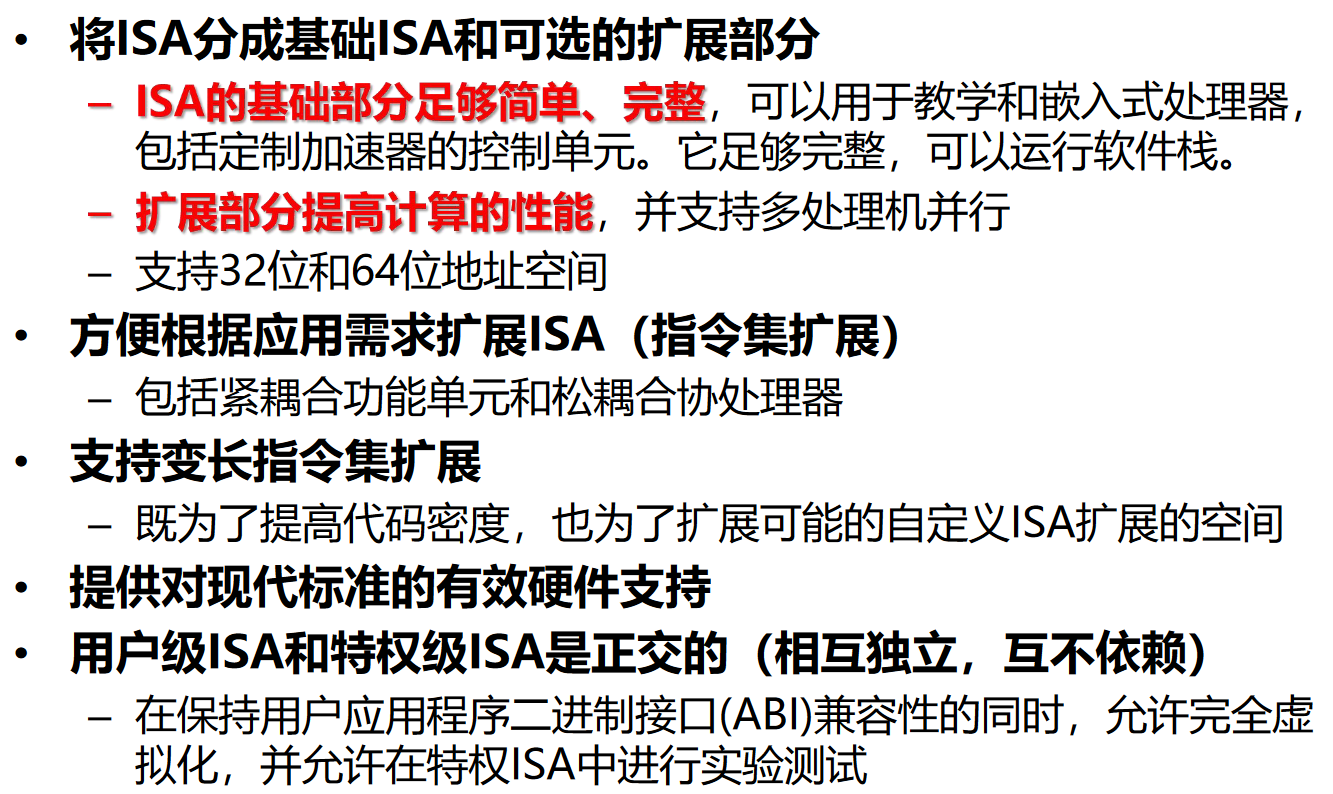 • 将ISA分成基础ISA和可选的扩展部分
– ISA的基础部分足够简单、完整，可以用于教学和嵌入式处理器，
包括定制加速器的控制单元。它足够完整，可以运行软件栈。
– 扩展部分提高计算的性能，并支持多处理机并行
– 支持32位和64位地址空间
• 方便根据应用需求扩展ISA（指令集扩展）
– 包括紧耦合功能单元和松耦合协处理器
• 支持变长指令集扩展
– 既为了提高代码密度，也为了扩展可能的自定义ISA扩展的空间
• 提供对现代标准的有效硬件支持
• 用户级ISA和特权级ISA是正交的（相互独立，互不依赖）
– 在保持用户应用程序二进制接口(ABI)兼容性的同时，允许完全虚
拟化，并允许在特权ISA中进行实验测试